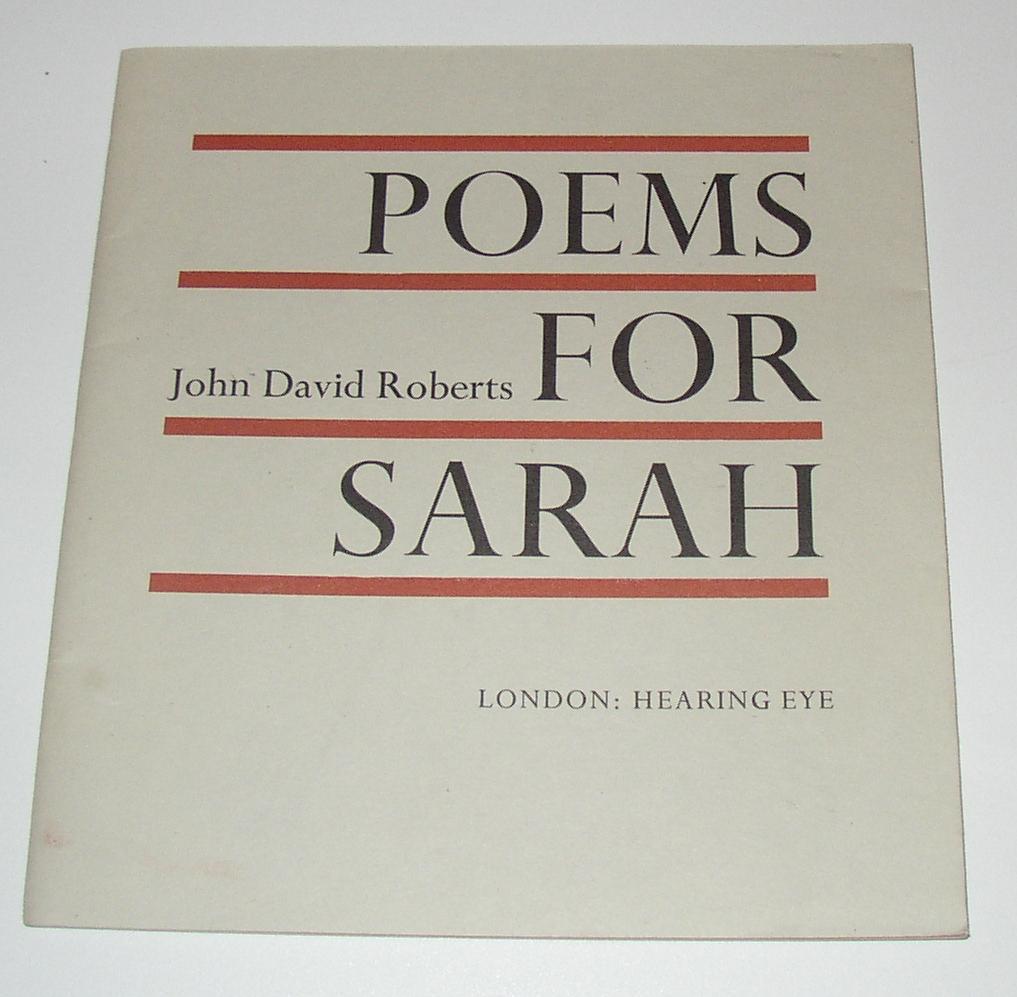 POEMS
John David Roberts FOR
SARAH
LONDON: HEARING EYE